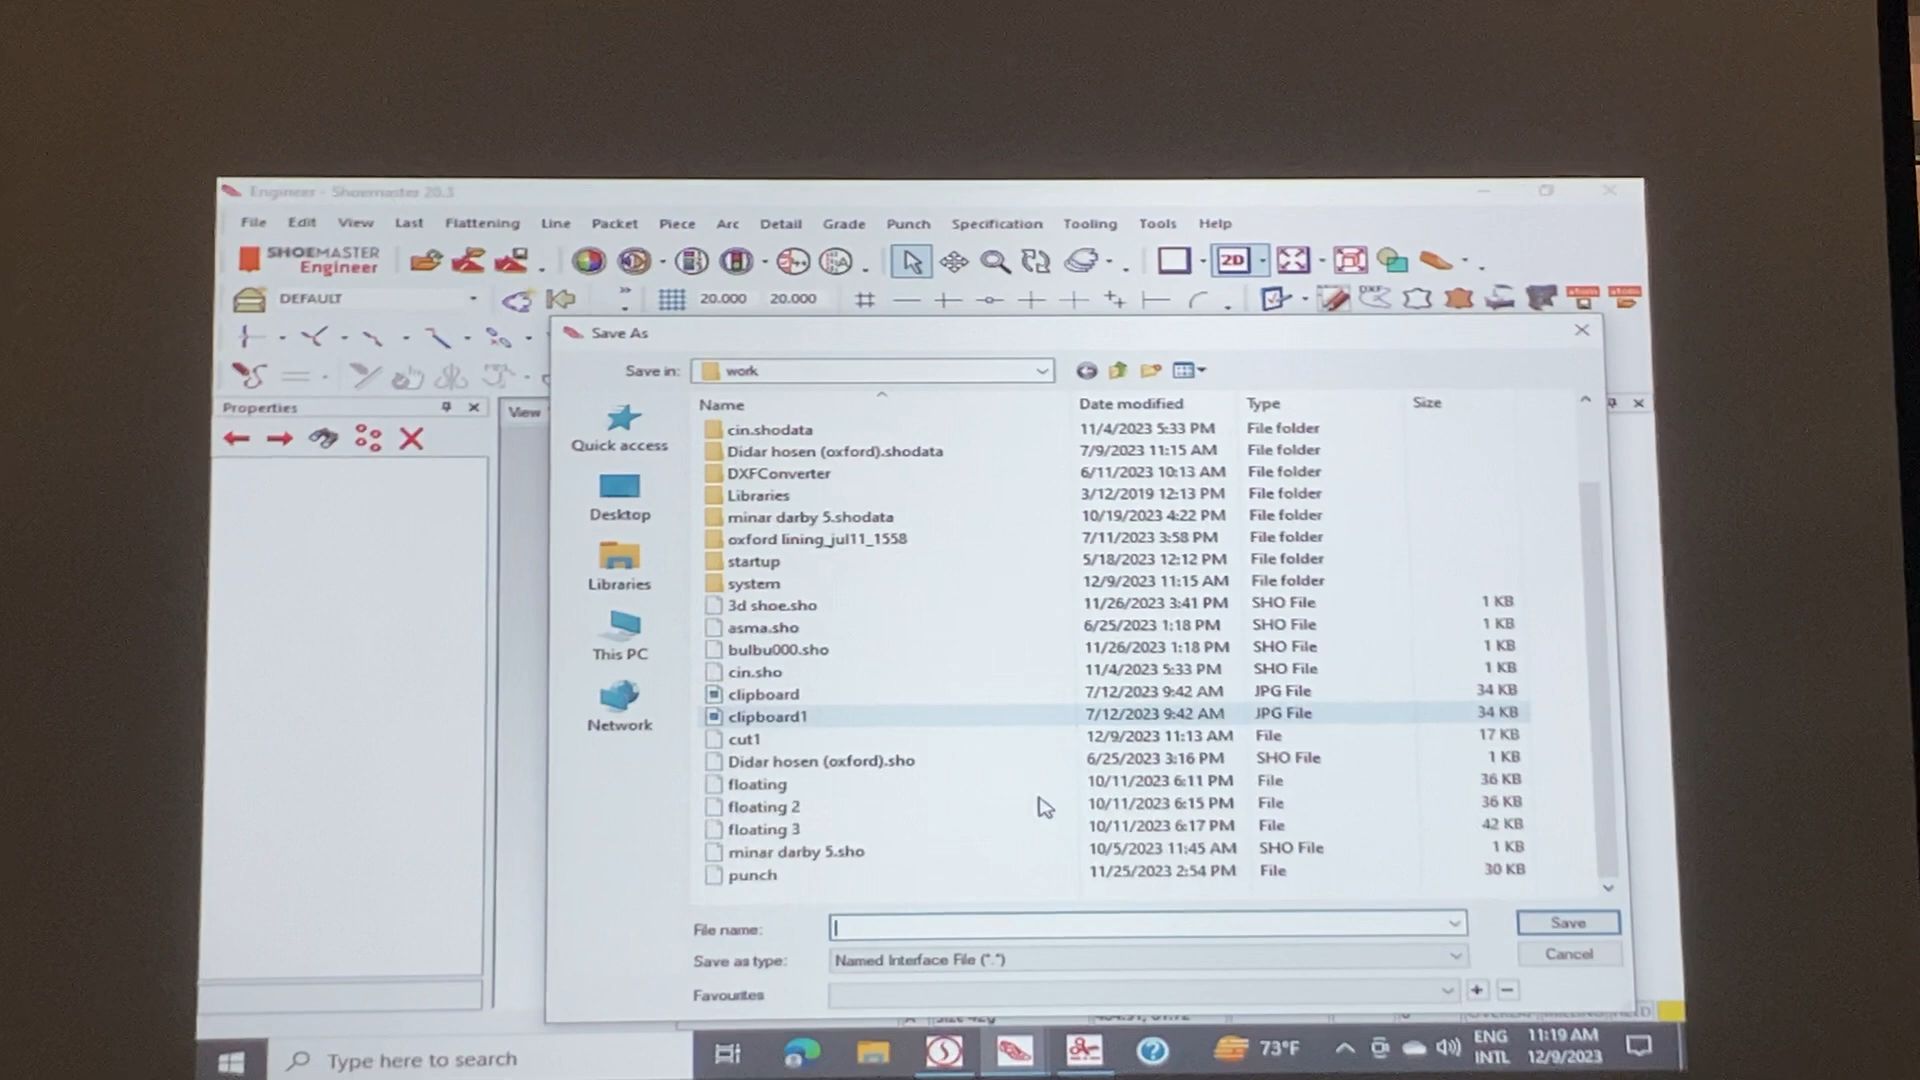 Engineer - Shoemaster 20.3
File Edit View Last Flattening Line Packet Piece Arc Detail Grade Punch Specification Tooling Tools Help
SHOEMASTER
Engineer
2D
DEFAULT
20.000 20.000
DXF
Save As
Save in: work
Properties
View
Name Date modified Type Size
cin.shodata 11/4/2023 5:33 PM File folder
Didar hosen (oxford).shodata 7/9/2023 11:15 AM File folder
DXFConverter 6/11/2023 10:13 AM File folder
Libraries 3/12/2019 12:13 PM File folder
minar darby 5.shodata 10/19/2023 4:22 PM File folder
oxford lining_jul11_1558 7/11/2023 3:58 PM File folder
startup 5/18/2023 12:12 PM File folder
system 12/9/2023 11:15 AM File folder
3d shoe.sho 11/26/2023 3:41 PM SHO File 1 KB
asma.sho 6/25/2023 1:18 PM SHO File 1 KB
bulbu000.sho 11/26/2023 1:18 PM SHO File 1 KB
cin.sho 11/4/2023 5:33 PM SHO File 1 KB
clipboard 7/12/2023 9:42 AM JPG File 34 KB
clipboard1 7/12/2023 9:42 AM JPG File 34 KB
cut1 12/9/2023 11:13 AM File 17 KB
Didar hosen (oxford).sho 6/25/2023 3:16 PM SHO File 1 KB
floating 10/11/2023 6:11 PM File 36 KB
floating 2 10/11/2023 6:15 PM File 36 KB
floating 3 10/11/2023 6:17 PM File 42 KB
minar darby 5.sho 10/5/2023 11:45 AM SHO File 1 KB
punch 11/25/2023 2:54 PM File 30 KB
Quick access
Desktop
Libraries
This PC
Network
File name: Save
Save as type: Named Interface File (*.*) Cancel
Favourites
Type here to search
73°F
ENG
INTL
11:19 AM
12/9/2023